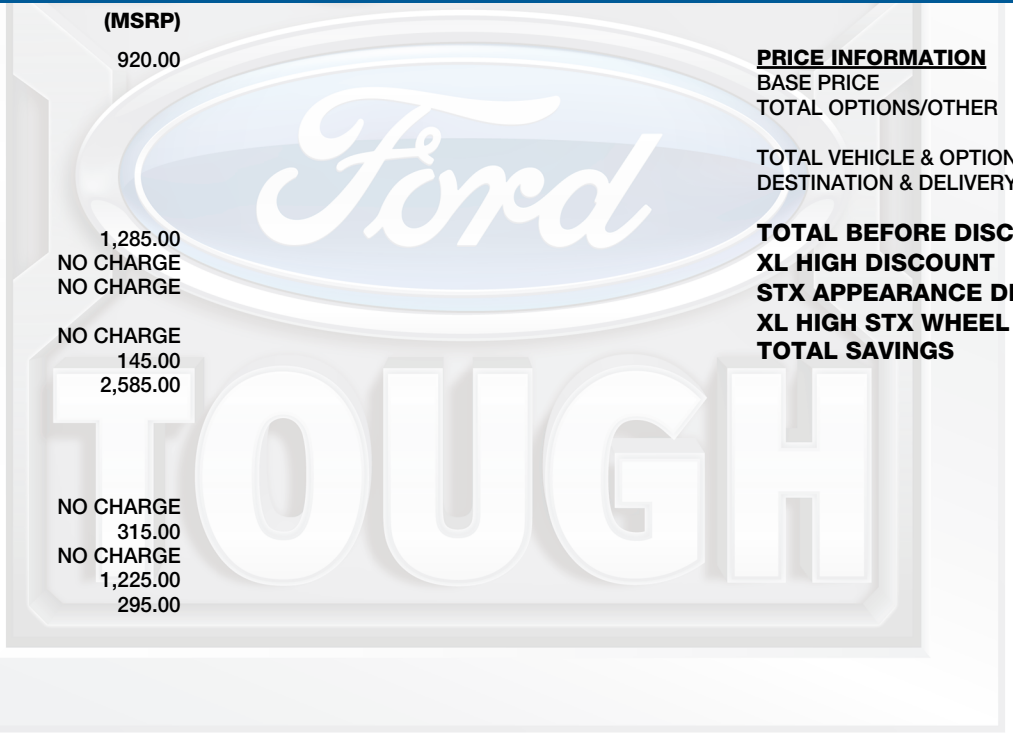 (MSRP)
920.00
1,285.00
NO CHARGE
NO CHARGE
NO CHARGE
145.00
2,585.00
NO CHARGE
315.00
NO CHARGE
1,225.00
295.00
PRICE INFORMATION
BASE PRICE
TOTAL OPTIONS/OTHER
TOTAL VEHICLE & OPTION
DESTINATION & DELIVERY
TOTAL BEFORE DISC
XL HIGH DISCOUNT
STX APPEARANCE DI
XL HIGH STX WHEEL
TOTAL SAVINGS
Ford
TOUGH